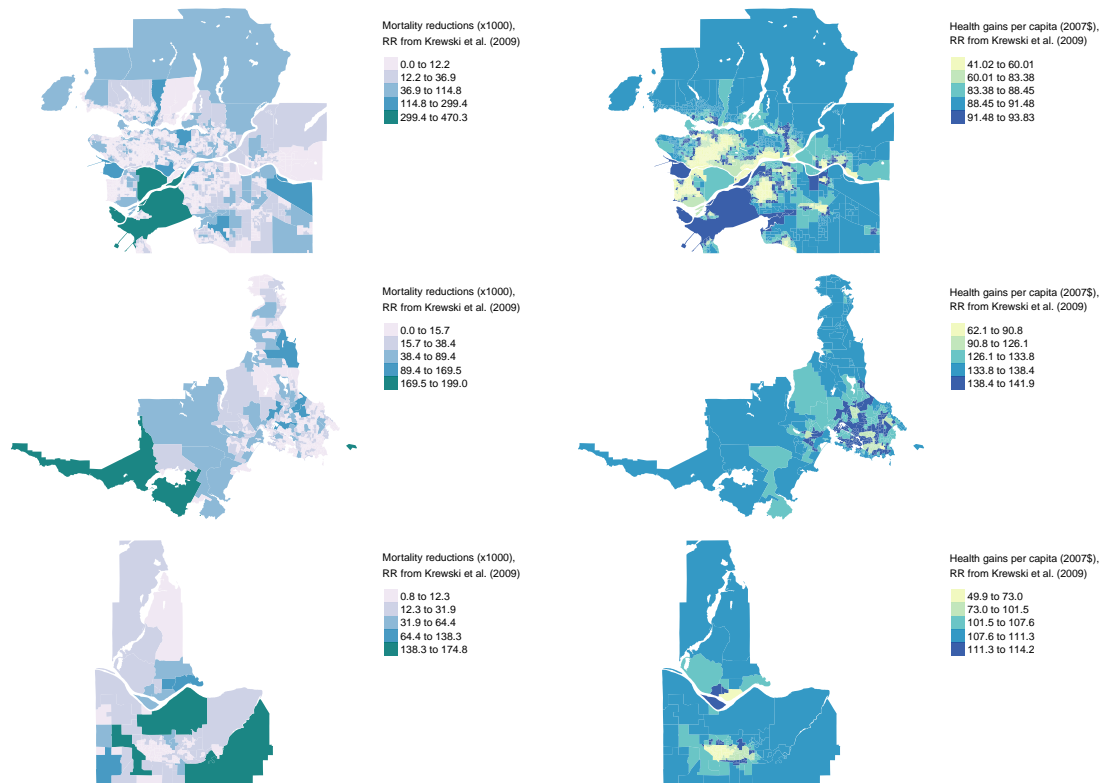 Mortality reductions (x1000),
RR from Krewski et al. (2009)
0.0 to 12.2
12.2 to 36.9
36.9 to 114.8
114.8 to 299.4
299.4 to 470.3
Health gains per capita (2007$),
RR from Krewski et al. (2009)
41.02 to 60.01
60.01 to 83.38
83.38 to 88.45
88.45 to 91.48
91.48 to 93.83
Mortality reductions (x1000),
RR from Krewski et al. (2009)
0.0 to 15.7
15.7 to 38.4
38.4 to 89.4
89.4 to 169.5
169.5 to 199.0
Health gains per capita (2007$),
RR from Krewski et al. (2009)
62.1 to 90.8
90.8 to 126.1
126.1 to 133.8
133.8 to 138.4
138.4 to 141.9
Mortality reductions (x1000),
RR from Krewski et al. (2009)
0.8 to 12.3
12.3 to 31.9
31.9 to 64.4
64.4 to 138.3
138.3 to 174.8
Health gains per capita (2007$),
RR from Krewski et al. (2009)
49.9 to 73.0
73.0 to 101.5
101.5 to 107.6
107.6 to 111.3
111.3 to 114.2